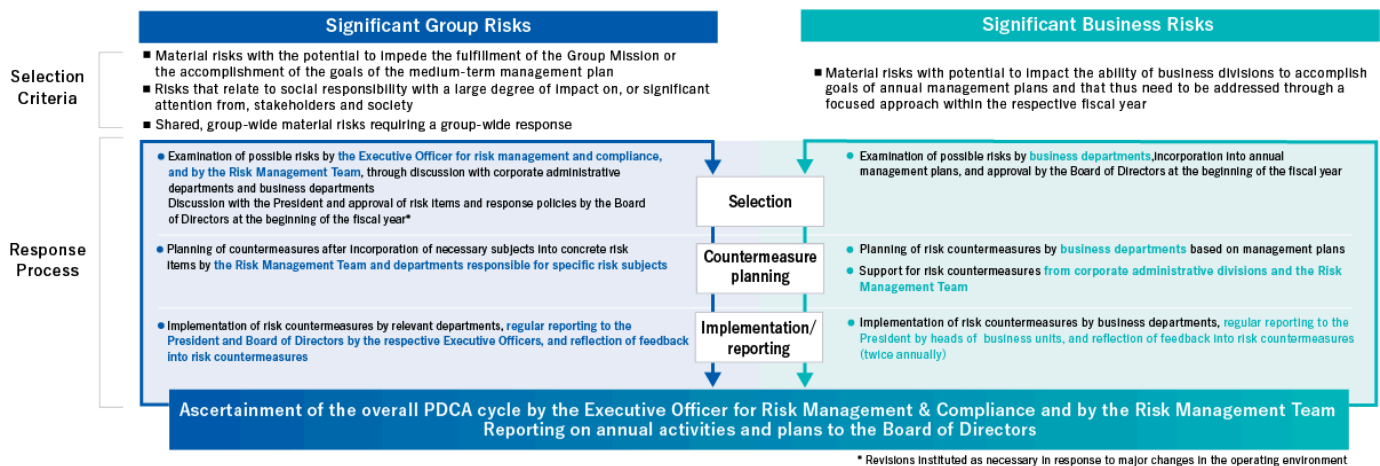 Significant Group Risks
Significant Business Risks
Selection
Criteria
■ Material risks with the potential to impede the fulfillment of the Group Mission or
the accomplishment of the goals of the medium-term management plan
■ Risks that relate to social responsibility with a large degree of impact on, or significant
attention from, stakeholders and society
■ Shared, group-wide material risks requiring a group-wide response
■ Material risks with potential to impact the ability of business divisions to accomplish
goals of annual management plans and that thus need to be addressed through a
focused approach within the respective fiscal year
Response
Process
● Examination of possible risks by the Executive Officer for risk management and compliance,
and by the Risk Management Team, through discussion with corporate administrative
departments and business departments
Discussion with the President and approval of risk items and response policies by the Board
of Directors at the beginning of the fiscal year*
Selection
● Examination of possible risks by business departments,incorporation into annual
management plans, and approval by the Board of Directors at the beginning of the fiscal year
● Planning of countermeasures after incorporation of necessary subjects into concrete risk
items by the Risk Management Team and departments responsible for specific risk subjects
Countermeasure
planning
● Planning of risk countermeasures by business departments based on management plans
● Support for risk countermeasures from corporate administrative divisions and the Risk
Management Team
● Implementation of risk countermeasures by relevant departments, regular reporting to the
President and Board of Directors by the respective Executive Officers, and reflection of feedback
into risk countermeasures
Implementation/
reporting
● Implementation of risk countermeasures by business departments, regular reporting to the
President by heads of business units, and reflection of feedback into risk countermeasures
(twice annually)
Ascertainment of the overall PDCA cycle by the Executive Officer for Risk Management & Compliance and by the Risk Management Team
Reporting on annual activities and plans to the Board of Directors
* Revisions instituted as necessary in response to major changes in the operating environment